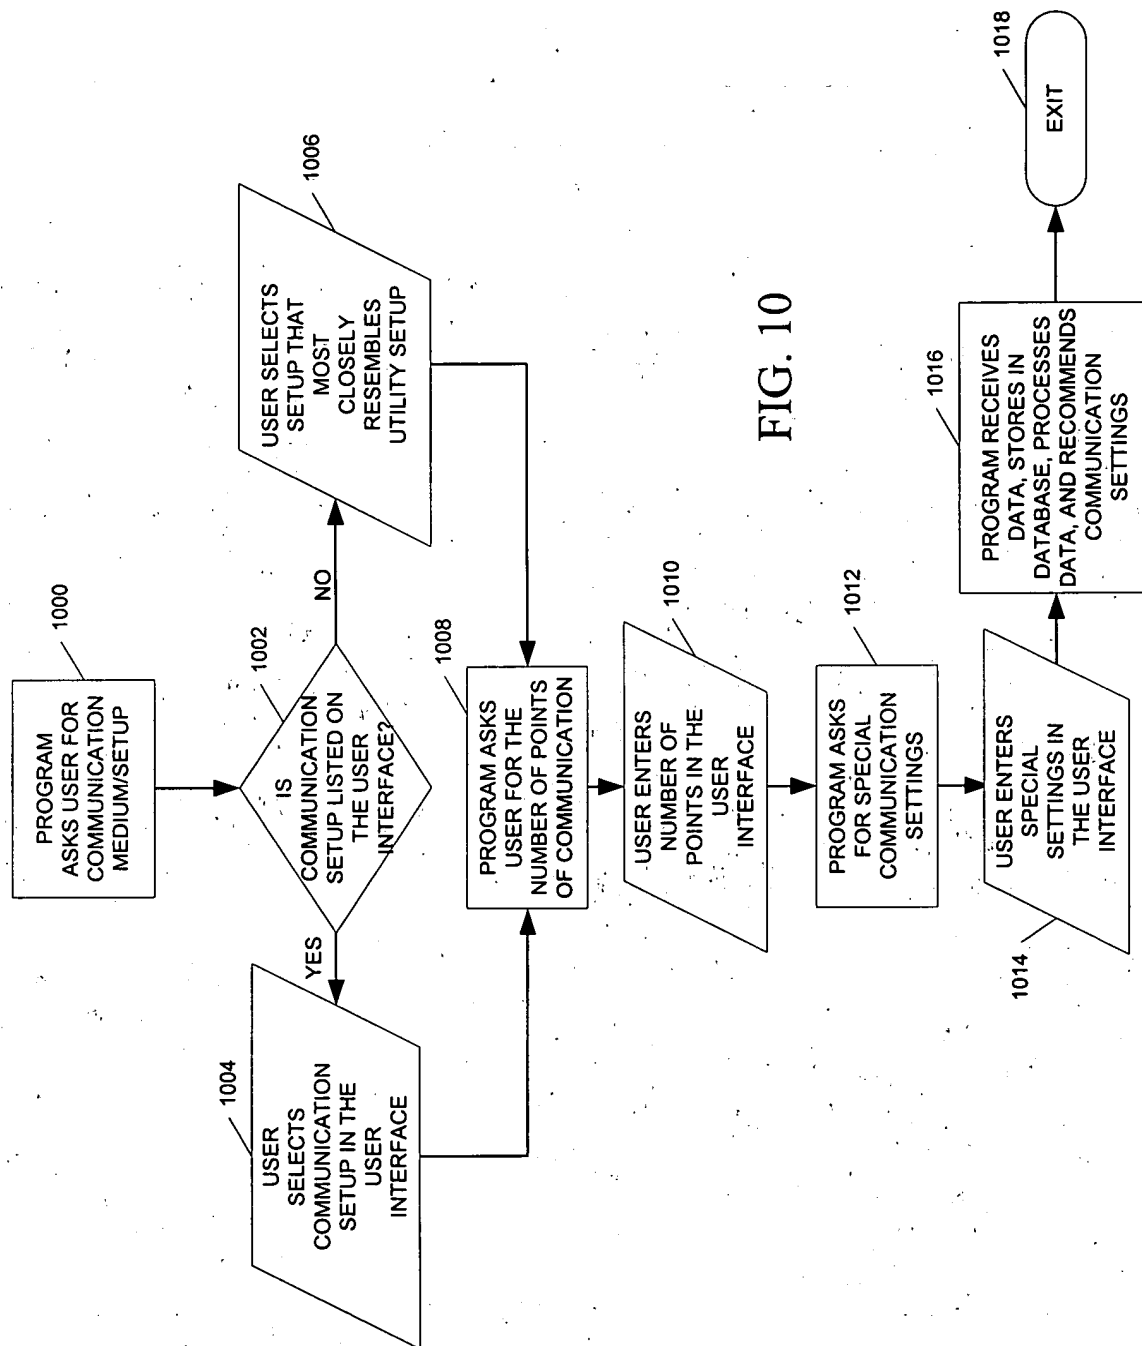 1000
PROGRAM
ASKS USER FOR
COMMUNICATION
MEDIUM/SETUP
1002
IS
COMMUNICATION
SETUP LISTED ON
THE USER
INTERFACE?
YES
NO
1004
USER
SELECTS
COMMUNICATION
SETUP IN THE
USER
INTERFACE
1006
USER SELECTS
SETUP THAT
MOST
CLOSELY
RESEMBLES
UTILITY SETUP
1008
PROGRAM ASKS
USER FOR THE
NUMBER OF POINTS
OF COMMUNICATION
1010
USER ENTERS
NUMBER OF
POINTS IN THE
USER
INTERFACE
1012
PROGRAM ASKS
FOR SPECIAL
COMMUNICATION
SETTINGS
1014
USER ENTERS
SPECIAL
SETTINGS IN
THE USER
INTERFACE
1016
PROGRAM RECEIVES
DATA, STORES IN
DATABASE, PROCESSES
DATA, AND RECOMMENDS
COMMUNICATION
SETTINGS
1018
EXIT
FIG. 10